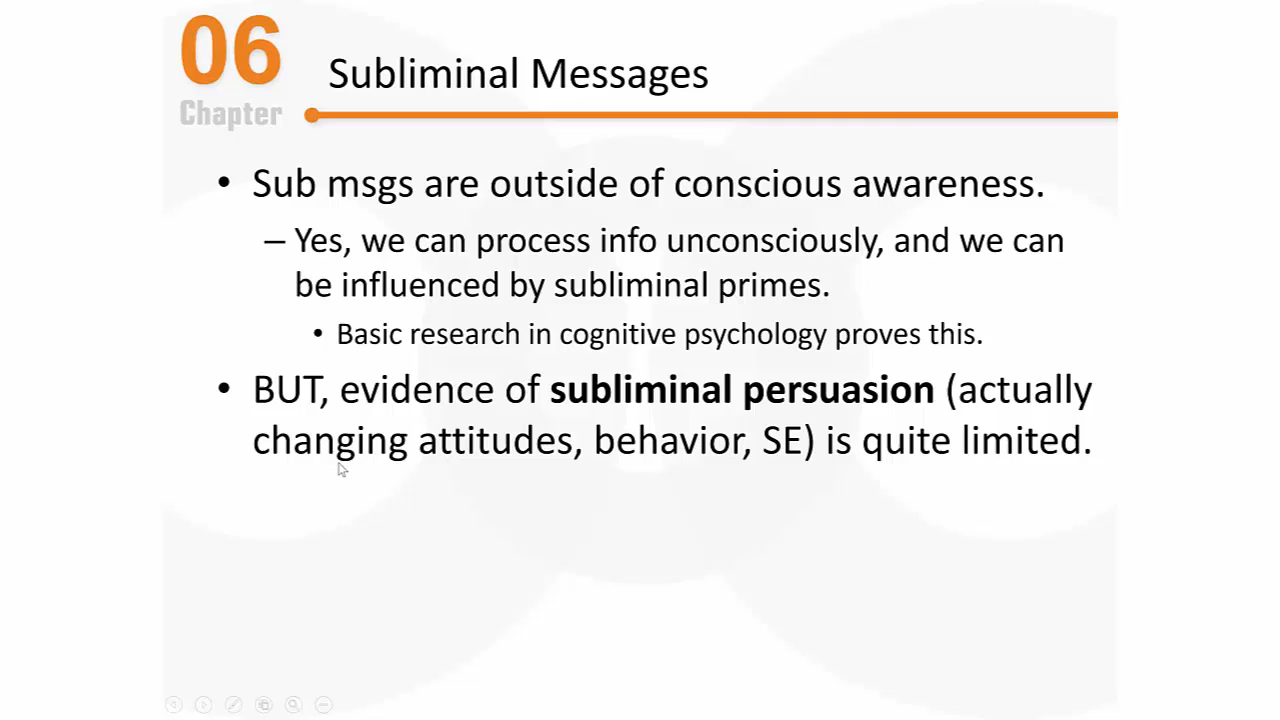 06
Chapter
Subliminal Messages
• Sub msgs are outside of conscious awareness.
– Yes, we can process info unconsciously, and we can
be influenced by subliminal primes.
• Basic research in cognitive psychology proves this.
• BUT, evidence of subliminal persuasion (actually
changing attitudes, behavior, SE) is quite limited.